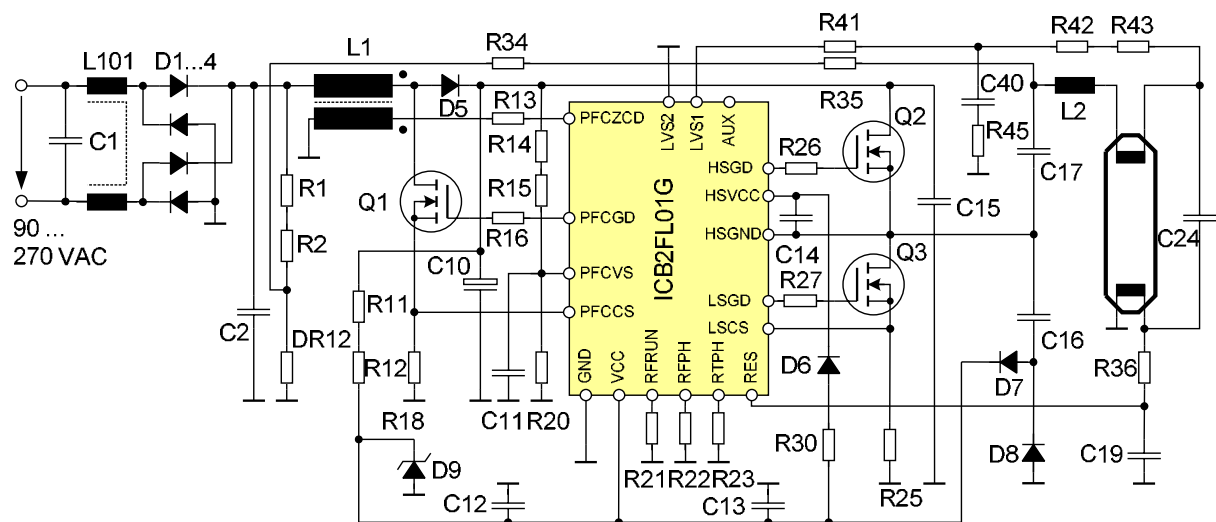 R41
R42 R43
R34
L1
L101 D1...4
R35
C40
L2
D5
R13
PFCZCD
LVS2
LVS1
AUX
Q2
C1
R14
R26
R45
HSGD
C17
R15
HSVCC
R1
Q1
PFCGD
R16
C15
HSGND
C14
90 ...
270 VAC
R2
C10
ICB2FL01G
Q3
C24
PFCVS
R27
LSGD
R11
PFCCS
LSCS
C2
DR12
R12
D6
C16
GND
VCC
RFRUN
RFPH
RTPH
RES
D7
R36
R18
C11
R20
R30
D8
C19
D9
R21
R22
R23
R25
C12
C13